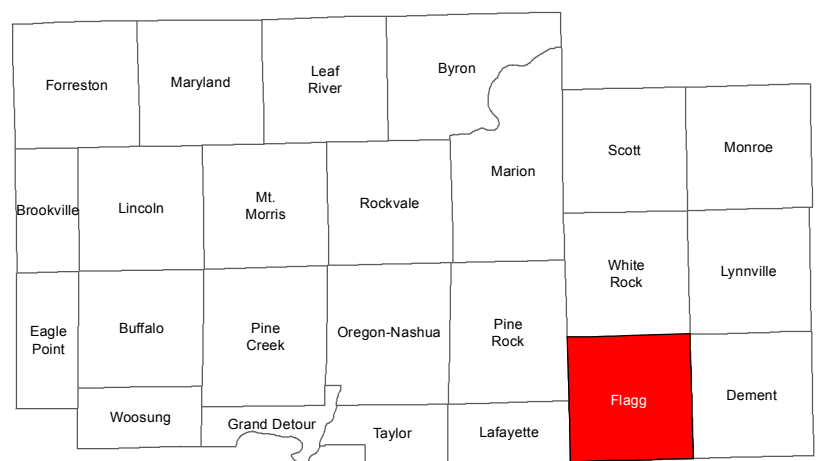 Forreston
Maryland
Leaf
River
Byron
Scott
Monroe
Brookville
Lincoln
Mt.
Morris
Rockvale
Marion
White
Rock
Lynnville
Eagle
Point
Buffalo
Pine
Creek
Oregon-Nashua
Pine
Rock
Flagg
Dement
Woosung
Grand Detour
Taylor
Lafayette